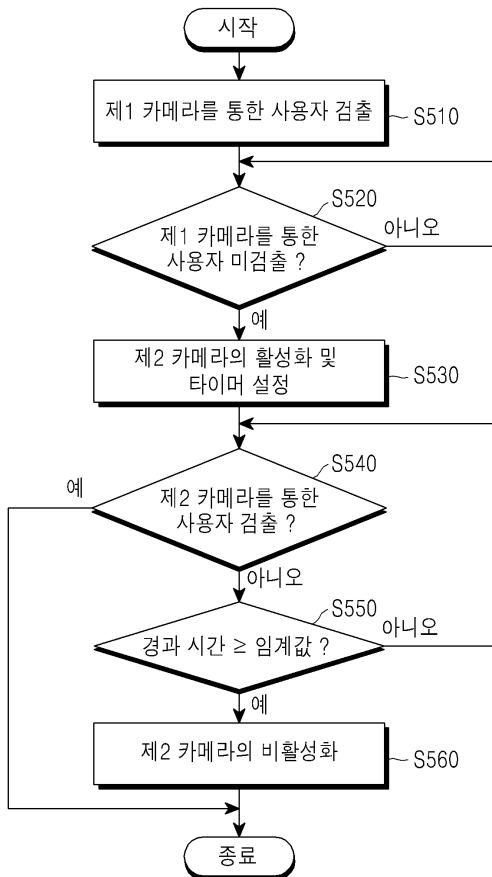 시작
제1 카메라를 통한 사용자 검출
S510
S520
제1 카메라를 통한
사용자 미검출 ?
아니오
예
제2 카메라의 활성화 및
타이머 설정
S530
S540
예
제2 카메라를 통한
사용자 검출 ?
아니오
S550
경과 시간 ≥ 임계값 ?
아니오
예
제2 카메라의 비활성화
S560
종료